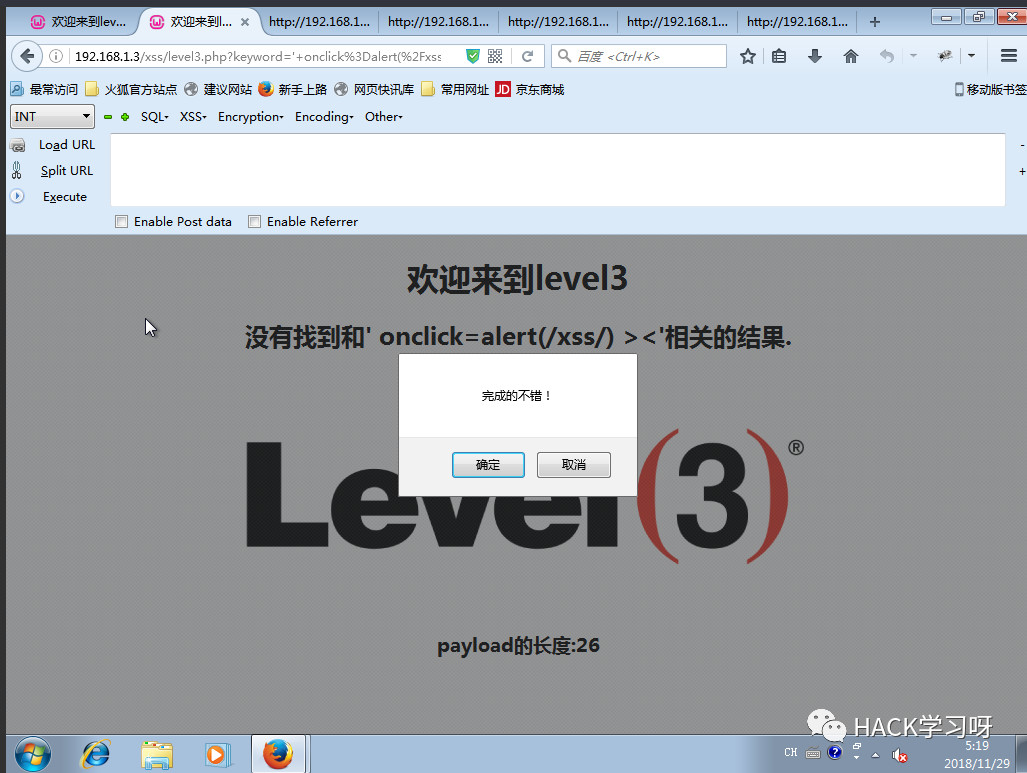 欢迎来到lev...
欢迎来到l...
http://192.168.1...
http://192.168.1...
http://192.168.1...
http://192.168.1...
http://192.168.1...
192.168.1.3/xss/level3.php?keyword='+onclick%3Dalert(%2Fxss
百度 <Ctrl+K>
最常访问 火狐官方站点 建议网站 新手上路 网页快讯库 常用网址 JD 京东商城 移动版书签
INT SQL XSS Encryption Encoding Other
Load URL
Split URL
Execute
Enable Post data Enable Referrer
欢迎来到level3
没有找到和' onclick=alert(/xss/) ><'相关的结果.
完成的不错！
确定 取消
Level(3)®
payload的长度:26
HACK学习呀
CH
5:19
2018/11/29